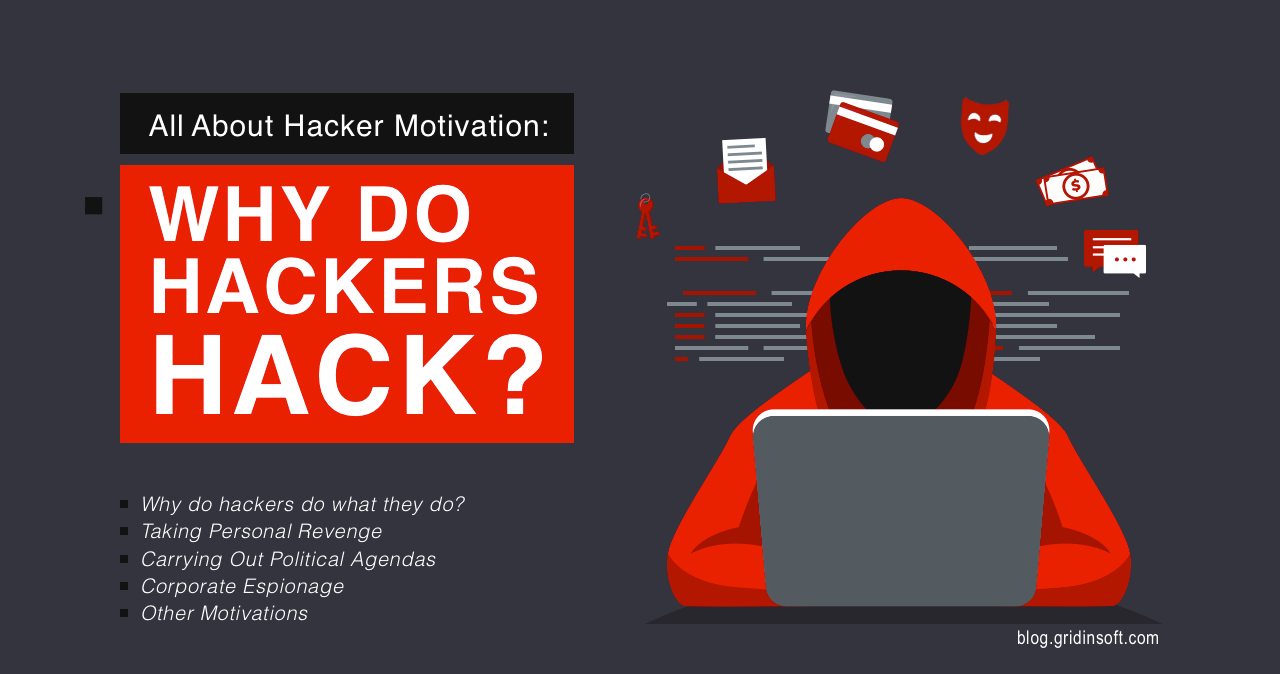 All About Hacker Motivation:
WHY DO
HACKERS
HACK?
Why do hackers do what they do?
Taking Personal Revenge
Carrying Out Political Agendas
Corporate Espionage
Other Motivations
$
blog.gridinsoft.com